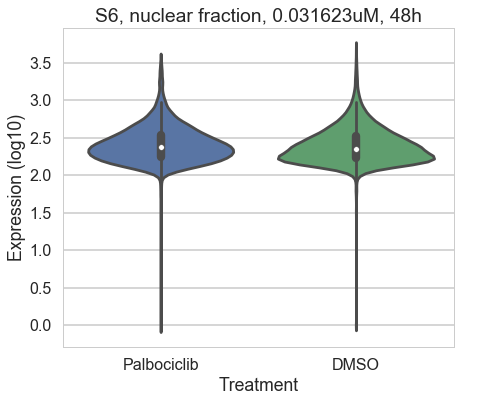 S6, nuclear fraction, 0.031623uM, 48h
Expression (log10)
3.5
3.0
2.5
2.0
1.5
1.0
0.5
0.0
Palbociclib DMSO
Treatment